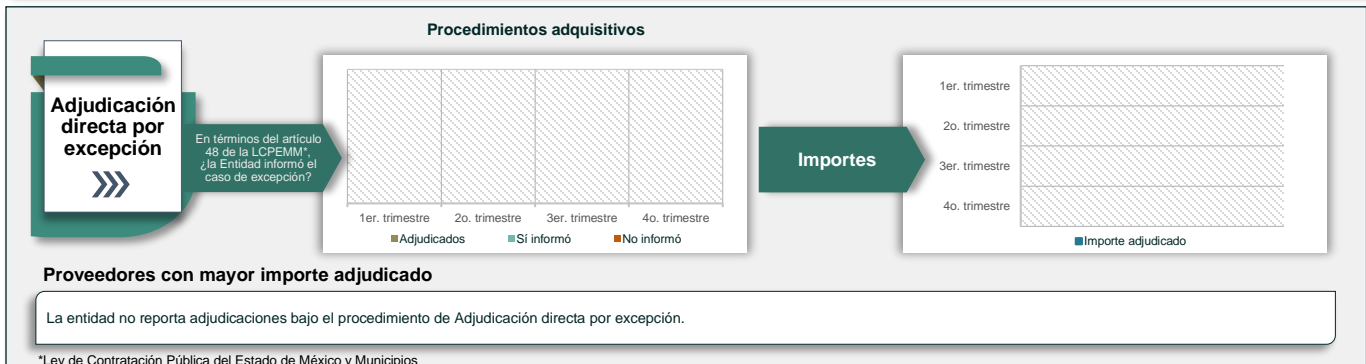 Procedimientos adquisitivos
Adjudicación
directa por
excepción
En términos del artículo
48 de la LCPEMM*,
¿la Entidad informó el
caso de excepción?
1er. trimestre 2o. trimestre 3er. trimestre 4o. trimestre
Adjudicados Sí informó No informó
Importes
1er. trimestre
2o. trimestre
3er. trimestre
4o. trimestre
Importe adjudicado
Proveedores con mayor importe adjudicado
La entidad no reporta adjudicaciones bajo el procedimiento de Adjudicación directa por excepción.
*Ley de Contratación Pública del Estado de México y Municipios